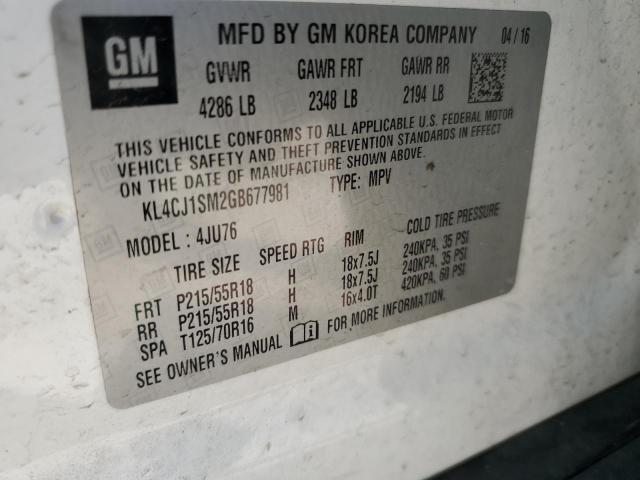 GM
MFD BY GM KOREA COMPANY 04/16
GVWR GAWR FRT GAWR RR
4286 LB 2348 LB 2194 LB
THIS VEHICLE CONFORMS TO ALL APPLICABLE U.S. FEDERAL MOTOR
VEHICLE SAFETY AND THEFT PREVENTION STANDARDS IN EFFECT
ON THE DATE OF MANUFACTURE SHOWN ABOVE.
KL4CJ1SM2GB677981 TYPE: MPV
MODEL : 4JU76
TIRE SIZE SPEED RTG RIM COLD TIRE PRESSURE
FRT P215/55R18 H 18x7.5J 240KPA, 35 PSI
RR P215/55R18 H 18x7.5J 240KPA, 35 PSI
SPA T125/70R16 M 16x4.0T 420KPA, 60 PSI
SEE OWNER'S MANUAL FOR MORE INFORMATION.